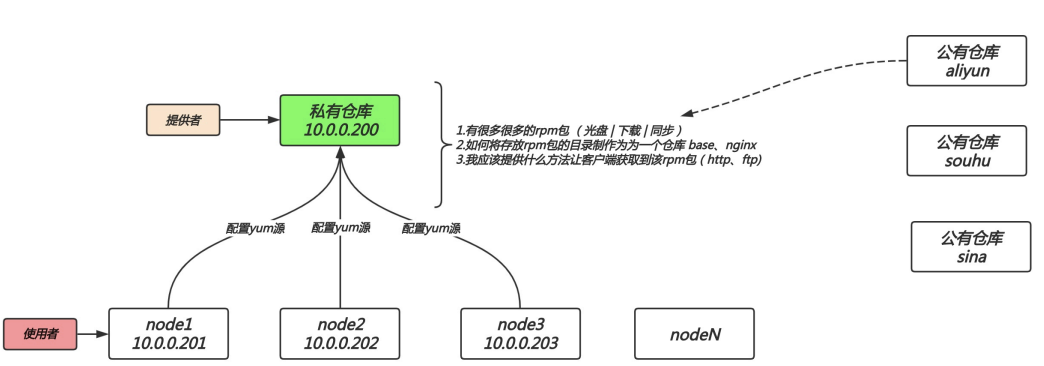 公有仓库
aliyun
提供者
私有仓库
10.0.0.200
1.有很多很多的rpm包 ( 光盘 | 下载 | 同步 )
2.如何将存放rpm包的目录制作为为一个仓库 base、nginx
3.我应该提供什么方法让客户端获取到该rpm包 ( http、ftp)
公有仓库
souhu
公有仓库
sina
配置yum源
配置yum源
配置yum源
使用者
node1
10.0.0.201
node2
10.0.0.202
node3
10.0.0.203
nodeN